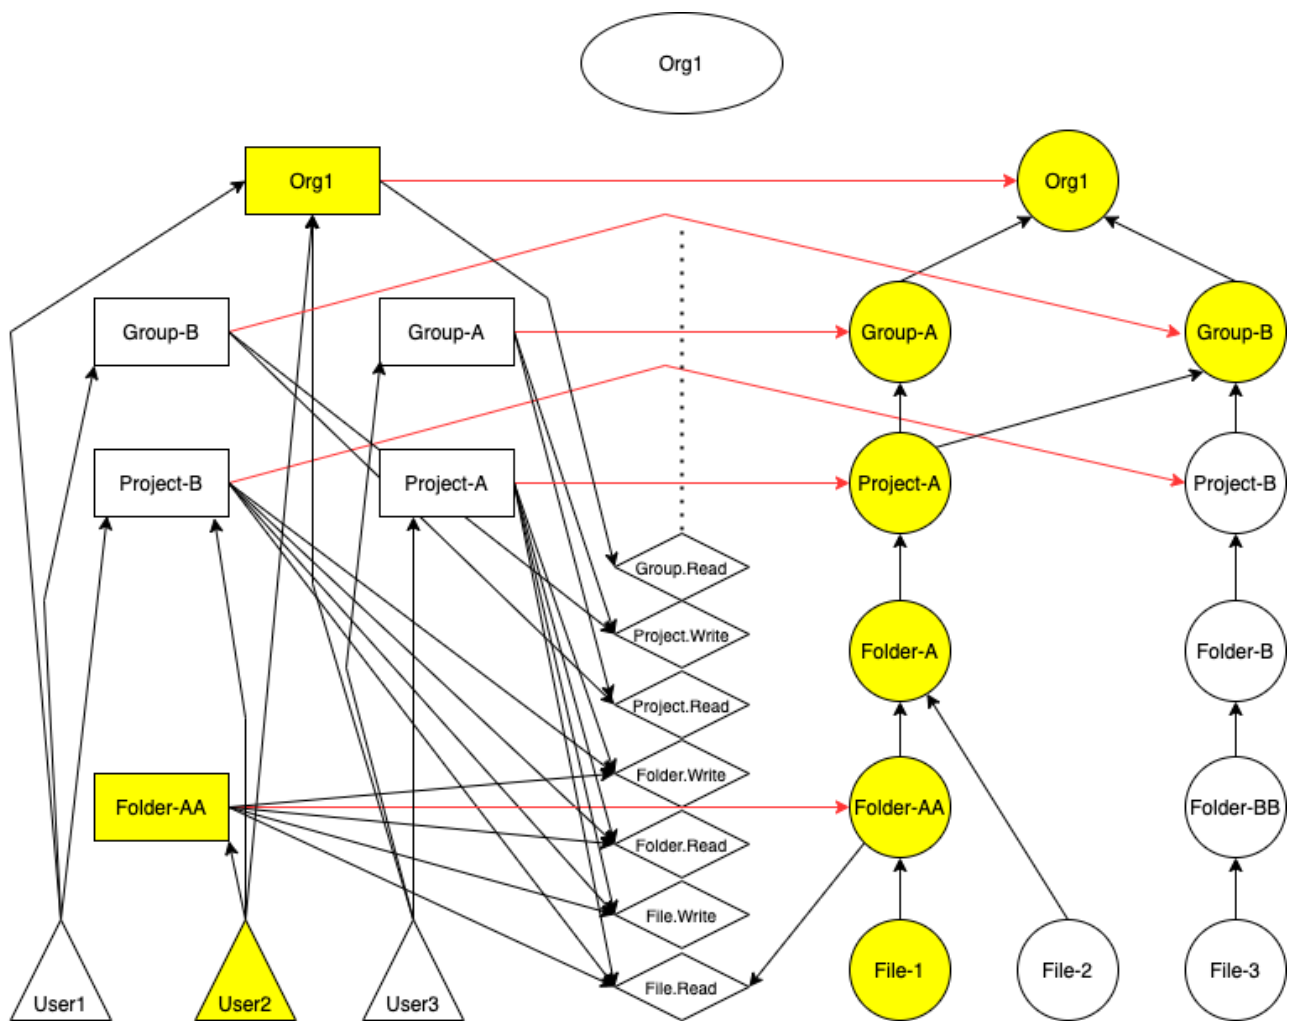 Org1
Org1
Org1
Group-B
Group-A
Group-A
Group-B
Project-B
Project-A
Project-A
Project-B
Group.Read
Project.Write
Folder-A
Folder-B
Project.Read
Folder.Write
Folder-AA
Folder-AA
Folder-BB
Folder.Read
File.Write
File-1
File-2
File-3
File.Read
User1
User2
User3